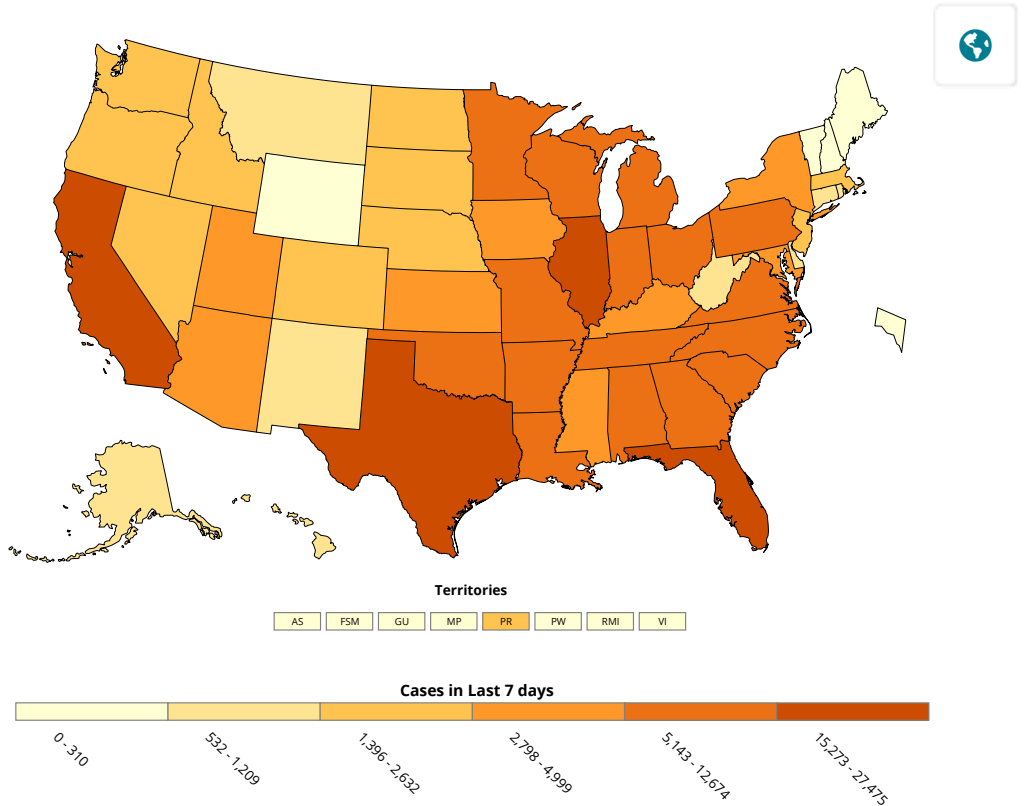 Territories
AS FSM GU MP PR PW RMI VI
Cases in Last 7 days
0 - 310
532 - 1,209
1,396 - 2,632
2,798 - 4,999
5,143 - 12,674
15,273 - 27,475